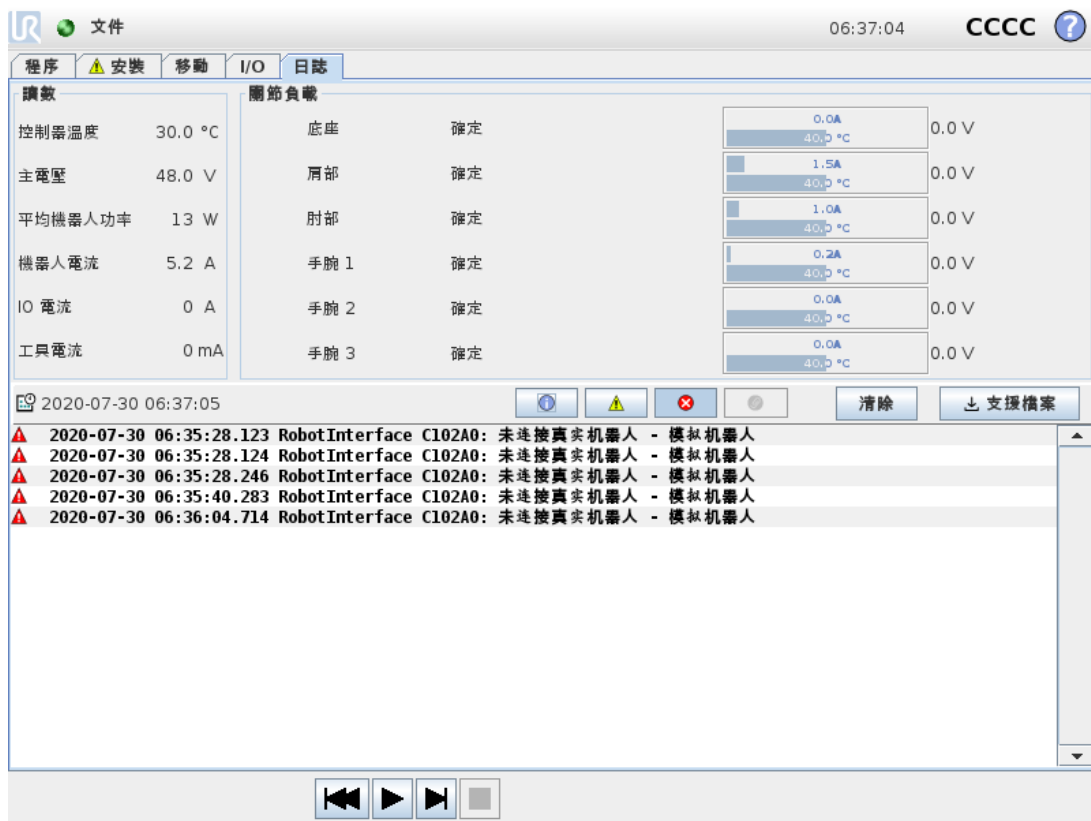 UR 文件 06:37:04 CCCC ?
程序 安裝 移動 I/O 日誌
讀數 關節負載
控制器溫度 30.0 °C 底座 確定 0.0A 40.0 °C 0.0 V
主電壓 48.0 V 肩部 確定 1.5A 40.0 °C 0.0 V
平均機器人功率 13 W 肘部 確定 1.0A 40.0 °C 0.0 V
機器人電流 5.2 A 手腕 1 確定 0.2A 40.0 °C 0.0 V
IO 電流 0 A 手腕 2 確定 0.0A 40.0 °C 0.0 V
工具電流 0 mA 手腕 3 確定 0.0A 40.0 °C 0.0 V
2020-07-30 06:37:05 清除 支援檔案
2020-07-30 06:35:28.123 RobotInterface C102A0: 未连接真实机器人 - 模拟机器人
2020-07-30 06:35:28.124 RobotInterface C102A0: 未连接真实机器人 - 模拟机器人
2020-07-30 06:35:28.246 RobotInterface C102A0: 未连接真实机器人 - 模拟机器人
2020-07-30 06:35:40.283 RobotInterface C102A0: 未连接真实机器人 - 模拟机器人
2020-07-30 06:36:04.714 RobotInterface C102A0: 未连接真实机器人 - 模拟机器人